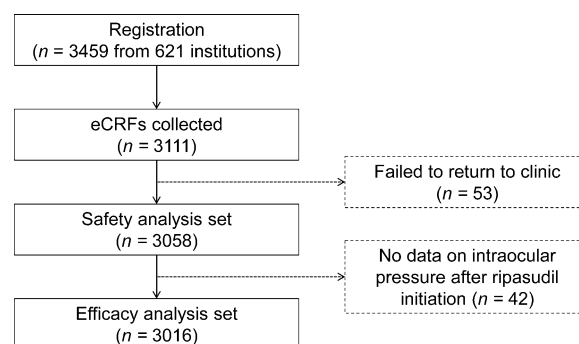 Registration
(n = 3459 from 621 institutions)
eCRFs collected
(n = 3111)
Failed to return to clinic
(n = 53)
Safety analysis set
(n = 3058)
No data on intraocular
pressure after ripasudil
initiation (n = 42)
Efficacy analysis set
(n = 3016)